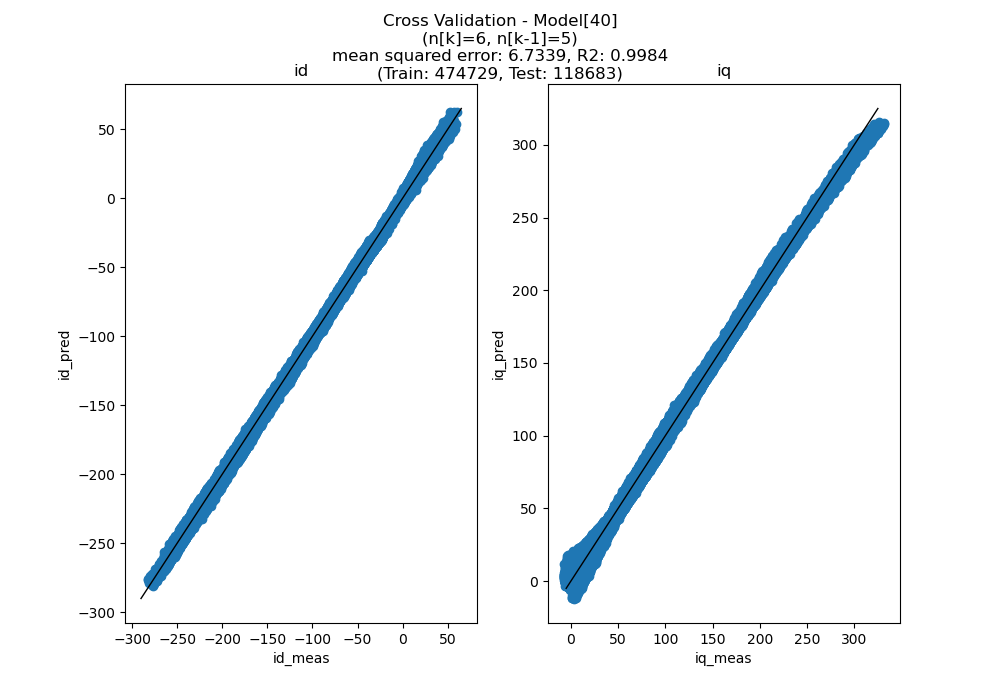 Cross Validation - Model[40]
(n[k]=6, n[k-1]=5)
mean squared error: 6.7339, R2: 0.9984
(Train: 474729, Test: 118683)
id
50
0
−50
−100
−150
−200
−250
−300
id_pred
−300 −250 −200 −150 −100 −50 0 50
id_meas
iq
300
250
200
150
100
50
0
iq_pred
0 50 100 150 200 250 300
iq_meas